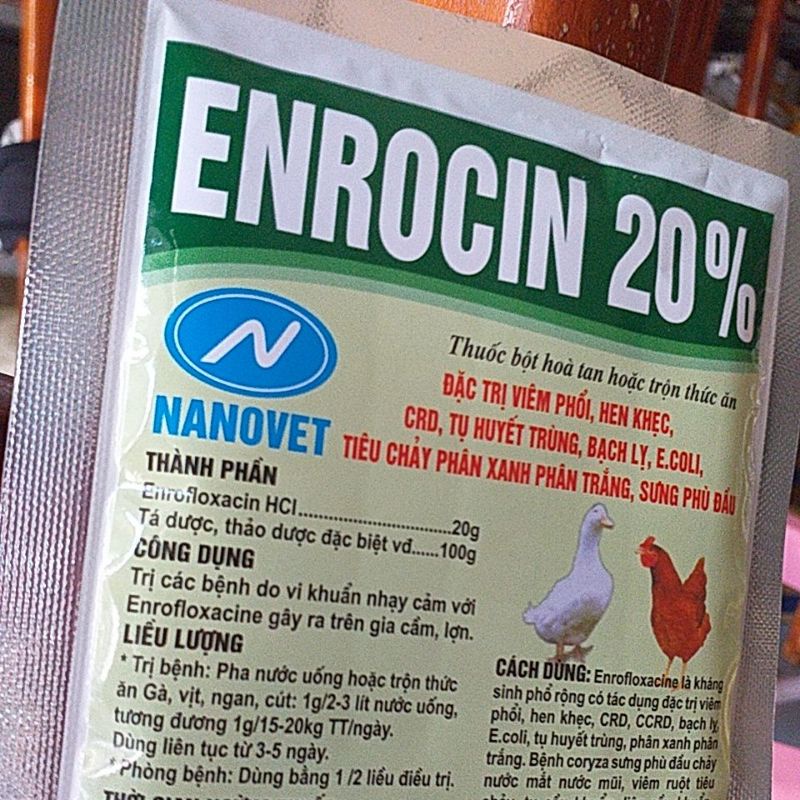 ENROCIN 20%
N
NANOVET
Thuốc bột hoà tan hoặc trộn thức ăn
ĐẶC TRỊ VIÊM PHỔI, HEN KHẸC,
CRD, TỤ HUYẾT TRÙNG, BẠCH LỴ, E.COLI,
TIÊU CHẢY PHÂN XANH PHÂN TRẮNG, SƯNG PHÙ ĐẦU
THÀNH PHẦN
Enrofloxacin HCl..............................20g
Tá dược, thảo dược đặc biệt vđ......100g
CÔNG DỤNG
Trị các bệnh do vi khuẩn nhạy cảm với
Enrofloxacine gây ra trên gia cầm, lợn.
LIỀU LƯỢNG
* Trị bệnh: Pha nước uống hoặc trộn thức
ăn Gà, vịt, ngan, cút: 1g/2-3 lít nước uống,
tương đương 1g/15-20kg TT/ngày.
Dùng liên tục từ 3-5 ngày.
* Phòng bệnh: Dùng bằng 1/2 liều điều trị.
CÁCH DÙNG: Enrofloxacine là kháng
sinh phổ rộng có tác dụng đặc trị viêm
phổi, hen khẹc, CRD, CCRD, bạch lỵ,
E.coli, tụ huyết trùng, phân xanh phân
trắng. Bệnh coryza sưng phù đầu chảy
nước mắt nước mũi, viêm ruột tiêu